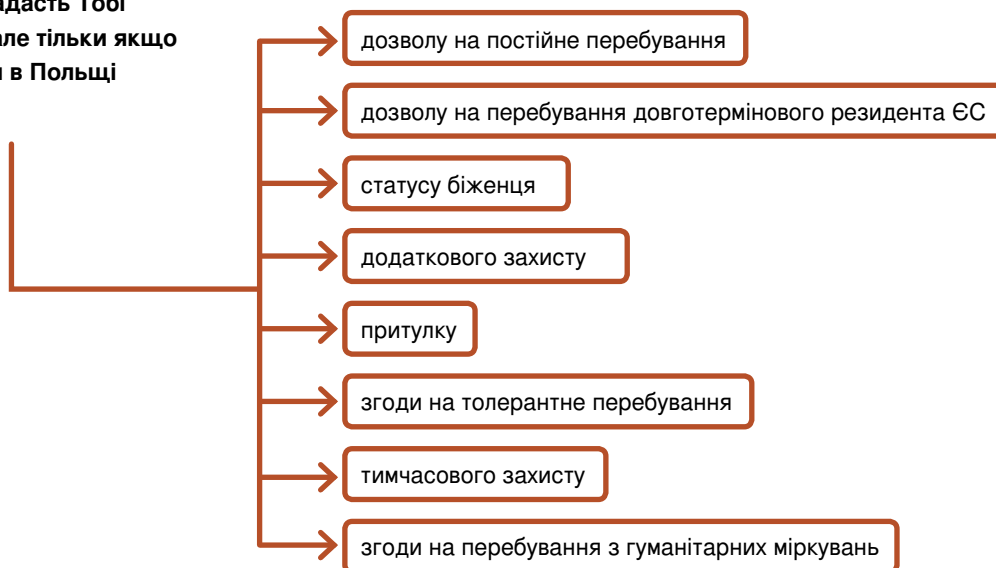 Тобі
але тільки якщо
в Польщі
дозволу на постійне перебування
дозволу на перебування довготермінового резидента ЄС
статусу біженця
додаткового захисту
притулку
згоди на толерантне перебування
тимчасового захисту
згоди на перебування з гуманітарних міркувань